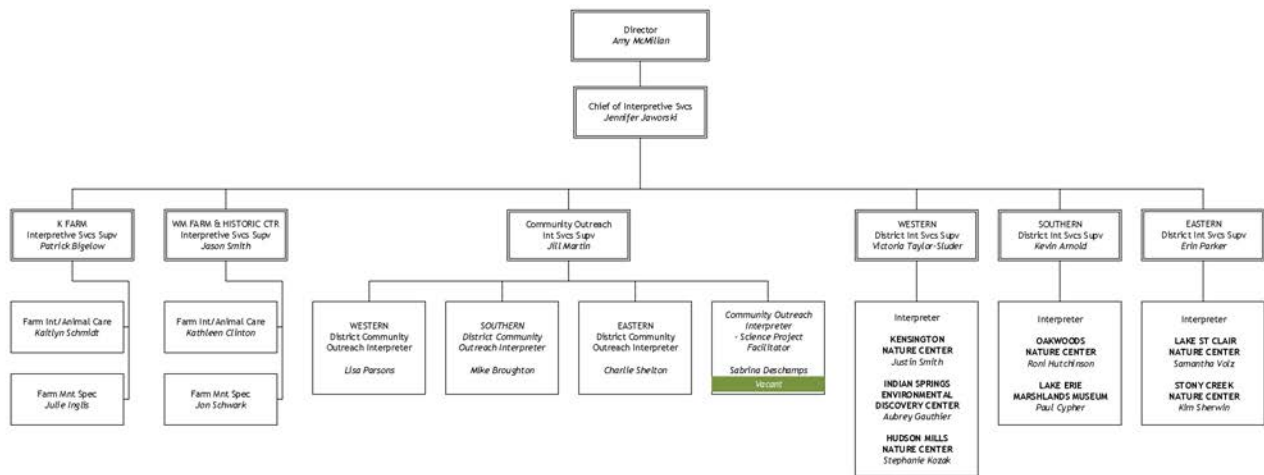 Director
Amy McMillan
Chief of Interpretive Svcs
Jennifer Jaworski
K FARM
Interpretive Svcs Supv
Patrick Bigelow
WM FARM & HISTORIC CTR
Interpretive Svcs Supv
Jason Smith
Community Outreach
Int Svcs Supv
Jill Martin
WESTERN
District Int Svcs Supv
Victoria Taylor-Sluder
SOUTHERN
District Int Svcs Supv
Kevin Arnold
EASTERN
District Int Svcs Supv
Erin Parker
Farm Int/Animal Care
Kaitlyn Schmidt
Farm Mnt Spec
Julie Inglis
Farm Int/Animal Care
Kathleen Clinton
Farm Mnt Spec
Jon Schwark
WESTERN
District Community
Outreach Interpreter
Lisa Parsons
SOUTHERN
District Community
Outreach Interpreter
Mike Broughton
EASTERN
District Community
Outreach Interpreter
Charlie Shelton
Community Outreach
Interpreter
- Science Project
Facilitator
Sabrina Deschamps
Vacant
Interpreter
KENSINGTON
NATURE CENTER
Justin Smith
INDIAN SPRINGS
ENVIRONMENTAL
DISCOVERY CENTER
Aubrey Gauthier
HUDSON MILLS
NATURE CENTER
Stephanie Kozak
Interpreter
OAKWOODS
NATURE CENTER
Roni Hutchinson
LAKE ERIE
MARSHLANDS MUSEUM
Paul Cypher
Interpreter
LAKE ST CLAIR
NATURE CENTER
Samantha Volz
STONY CREEK
NATURE CENTER
Kim Sherwin